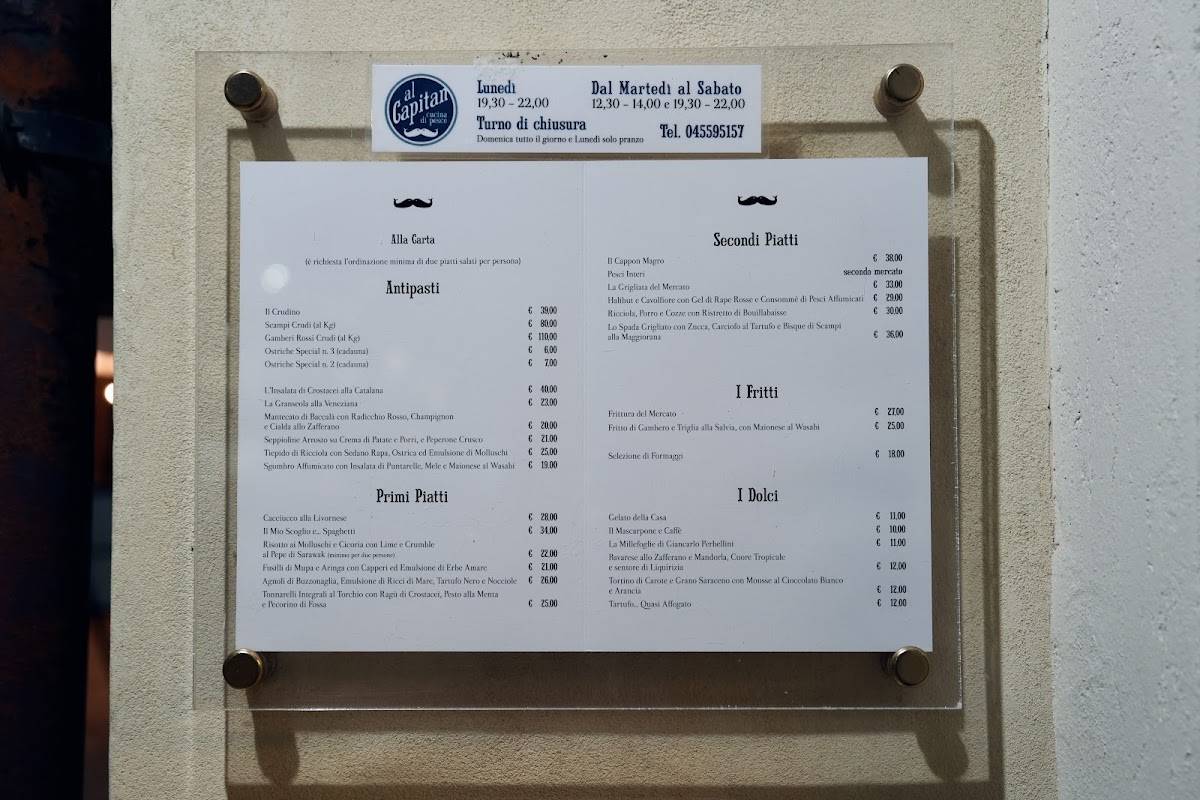 al
Capitan
cucina
di pesce
Lunedì
19,30 – 22,00
Turno di chiusura
Domenica tutto il giorno e Lunedì solo pranzo
Dal Martedì al Sabato
12,30 – 14,00 e 19,30 – 22,00
Tel. 045595157
Alla Carta
(è richiesta l'ordinazione minima di due piatti salati per persona)
Antipasti
Il Crudino € 39,00
Scampi Crudi (al Kg) € 80,00
Gamberi Rossi Crudi (al Kg) € 110,00
Ostriche Special n. 3 (cadauna) € 6,00
Ostriche Special n. 2 (cadauna) € 7,00
L'Insalata di Crostacei alla Catalana € 40,00
La Granseola alla Veneziana € 23,00
Mantecato di Baccalà con Radicchio Rosso, Champignon
e Cialda allo Zafferano € 20,00
Seppioline Arrosto su Crema di Patate e Porri, e Peperone Crusco € 21,00
Tiepido di Ricciola con Sedano Rapa, Ostrica ed Emulsione di Molluschi € 25,00
Sgombro Affumicato con Insalata di Puntarelle, Mele e Maionese al Wasabi € 19,00
Primi Piatti
Cacciucco alla Livornese € 28,00
Il Mio Scoglio e... Spaghetti € 34,00
Risotto ai Molluschi e Cicoria con Lime e Crumble
al Pepe di Sarawak (minimo per due persone) € 22,00
Fusilli di Mupa e Aringa con Capperi ed Emulsione di Erbe Amare € 21,00
Agnoli di Buzzonaglia, Emulsione di Ricci di Mare, Tartufo Nero e Nocciole € 26,00
Tonnarelli Integrali al Torchio con Ragù di Crostacei, Pesto alla Menta
e Pecorino di Fossa € 25,00
Secondi Piatti
Il Cappon Magro € 38,00
Pesci Interi secondo mercato
La Grigliata del Mercato € 33,00
Halibut e Cavolfiore con Gel di Rape Rosse e Consommé di Pesci Affumicati € 29,00
Ricciola, Porro e Cozze con Ristretto di Bouillabaisse € 30,00
Lo Spada Grigliato con Zucca, Carciofo al Tartufo e Bisque di Scampi
alla Maggiorana € 36,00
I Fritti
Frittura del Mercato € 27,00
Fritto di Gambero e Triglia alla Salvia, con Maionese al Wasabi € 25,00
Selezione di Formaggi € 18,00
I Dolci
Gelato della Casa € 11,00
Il Mascarpone e Caffè € 10,00
La Millefoglie di Giancarlo Perbellini € 11,00
Bavarese allo Zafferano e Mandorla, Cuore Tropicale
e sentore di Liquirizia € 12,00
Tortino di Carote e Grano Saraceno con Mousse al Cioccolato Bianco
e Arancia € 12,00
Tartufo... Quasi Affogato € 12,00